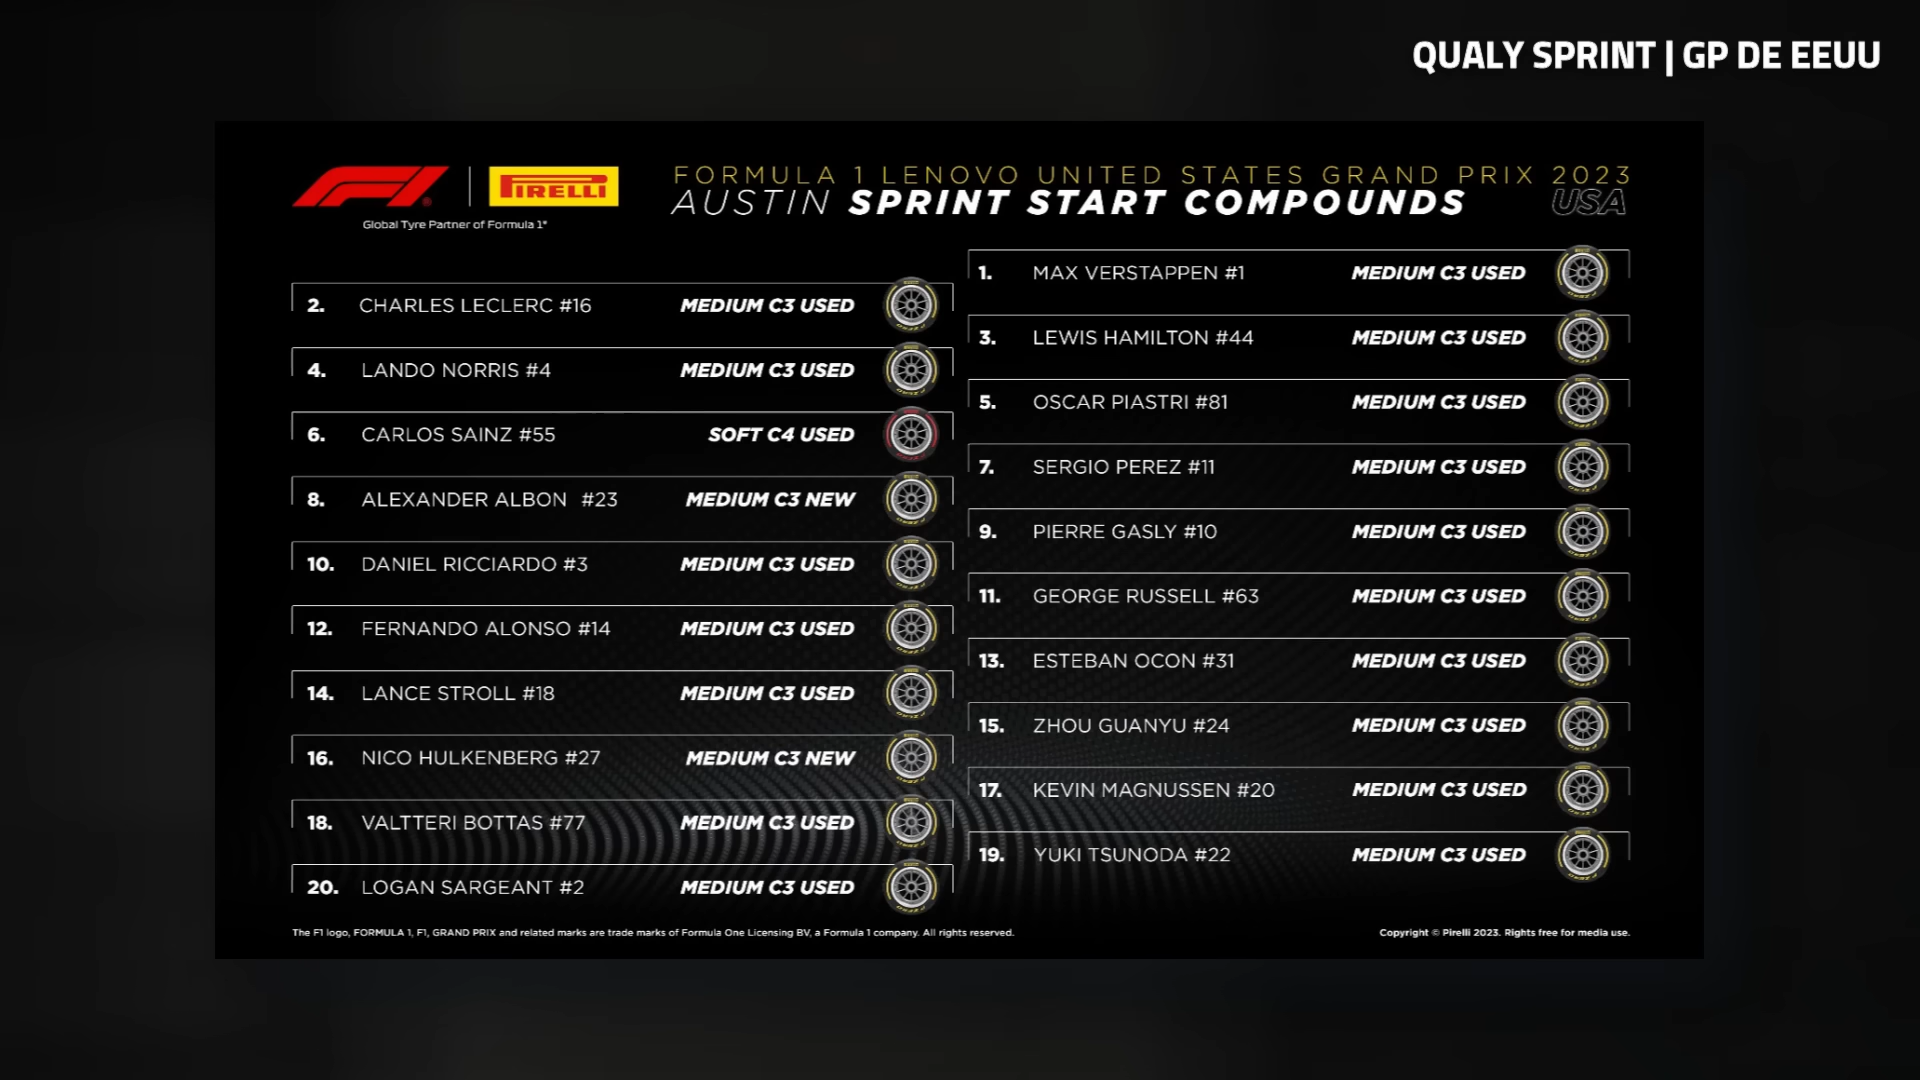 QUALY SPRINT | GP DE EEUU
F1® | PIRELLI
Global Tyre Partner of Formula 1®
FORMULA 1 LENOVO UNITED STATES GRAND PRIX 2023
AUSTIN SPRINT START COMPOUNDS USA
1. MAX VERSTAPPEN #1 MEDIUM C3 USED
2. CHARLES LECLERC #16 MEDIUM C3 USED
3. LEWIS HAMILTON #44 MEDIUM C3 USED
4. LANDO NORRIS #4 MEDIUM C3 USED
5. OSCAR PIASTRI #81 MEDIUM C3 USED
6. CARLOS SAINZ #55 SOFT C4 USED
7. SERGIO PEREZ #11 MEDIUM C3 USED
8. ALEXANDER ALBON #23 MEDIUM C3 NEW
9. PIERRE GASLY #10 MEDIUM C3 USED
10. DANIEL RICCIARDO #3 MEDIUM C3 USED
11. GEORGE RUSSELL #63 MEDIUM C3 USED
12. FERNANDO ALONSO #14 MEDIUM C3 USED
13. ESTEBAN OCON #31 MEDIUM C3 USED
14. LANCE STROLL #18 MEDIUM C3 USED
15. ZHOU GUANYU #24 MEDIUM C3 USED
16. NICO HULKENBERG #27 MEDIUM C3 NEW
17. KEVIN MAGNUSSEN #20 MEDIUM C3 USED
18. VALTTERI BOTTAS #77 MEDIUM C3 USED
19. YUKI TSUNODA #22 MEDIUM C3 USED
20. LOGAN SARGEANT #2 MEDIUM C3 USED
The F1 logo, FORMULA 1, F1, GRAND PRIX and related marks are trade marks of Formula One Licensing BV, a Formula 1 company. All rights reserved.
Copyright © Pirelli 2023. Rights free for media use.